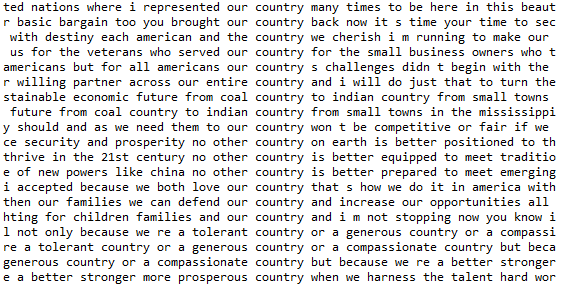 ted nations where i represented our country many times to be here in this beaut
r basic bargain too you brought our country back now it s time your time to sec
with destiny each american and the country we cherish i m running to make our
us for the veterans who served our country for the small business owners who t
americans but for all americans our country s challenges didn t begin with the
r willing partner across our entire country and i will do just that to turn the
stainable economic future from coal country to indian country from small towns
future from coal country to indian country from small towns in the mississippi
y should and as we need them to our country won t be competitive or fair if we
ce security and prosperity no other country on earth is better positioned to th
thrive in the 21st century no other country is better equipped to meet traditio
e of new powers like china no other country is better prepared to meet emerging
i accepted because we both love our country that s how we do it in america with
then our families we can defend our country and increase our opportunities all
hting for children families and our country and i m not stopping now you know i
l not only because we re a tolerant country or a generous country or a compassi
re a tolerant country or a generous country or a compassionate country but beca
generous country or a compassionate country but because we re a better stronger
e a better stronger more prosperous country when we harness the talent hard wor